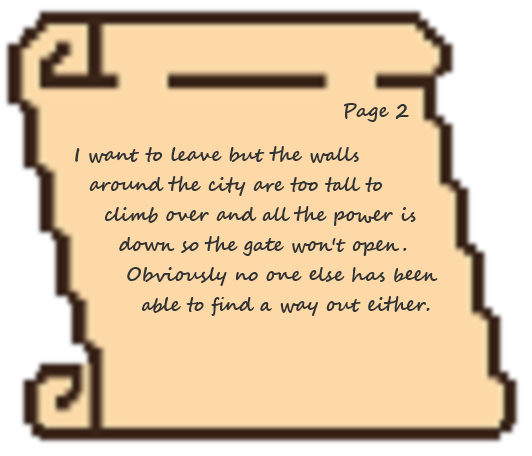 Page 2
I want to leave but the walls
around the city are too tall to
climb over and all the power is
down so the gate won't open.
Obviously no one else has been
able to find a way out either.